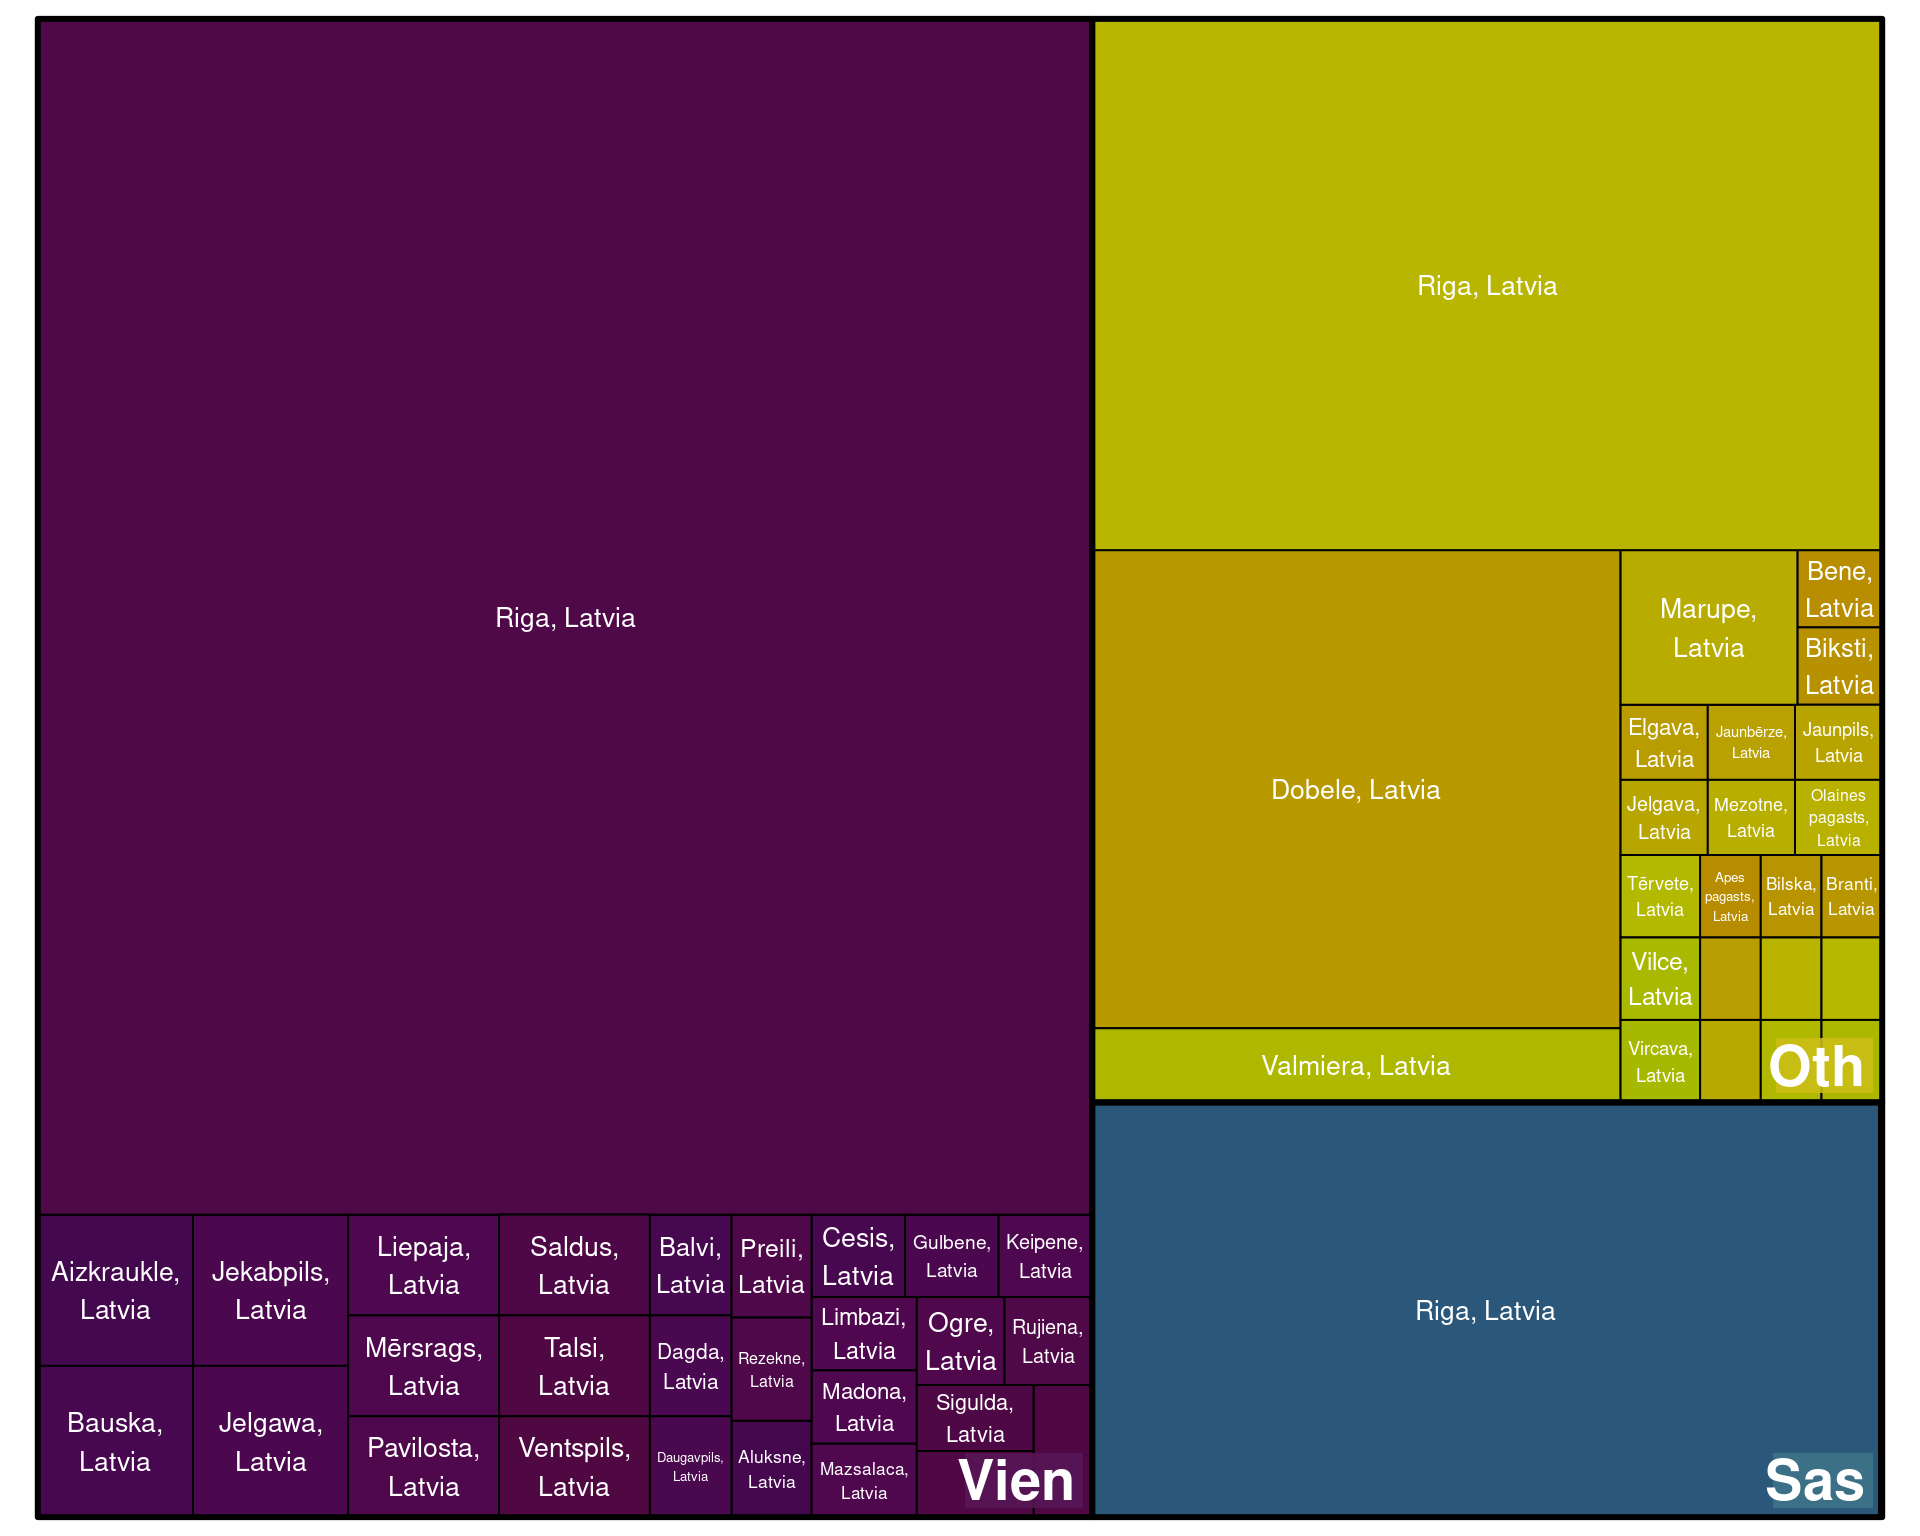 Riga, Latvia
Aizkraukle,
Latvia
Bauska,
Latvia
Jekabpils,
Latvia
Jelgawa,
Latvia
Liepaja,
Latvia
Mērsrags,
Latvia
Pavilosta,
Latvia
Saldus,
Latvia
Talsi,
Latvia
Ventspils,
Latvia
Balvi,
Latvia
Dagda,
Latvia
Daugavpils,
Latvia
Preili,
Latvia
Rezekne,
Latvia
Aluksne,
Latvia
Cesis,
Latvia
Gulbene,
Latvia
Keipene,
Latvia
Limbazi,
Latvia
Madona,
Latvia
Mazsalaca,
Latvia
Ogre,
Latvia
Rujiena,
Latvia
Sigulda,
Latvia
Vien
Riga, Latvia
Dobele, Latvia
Valmiera, Latvia
Marupe,
Latvia
Bene,
Latvia
Biksti,
Latvia
Elgava,
Latvia
Jaunbērze,
Latvia
Jaunpils,
Latvia
Jelgava,
Latvia
Mezotne,
Latvia
Olaines
pagasts,
Latvia
Tērvete,
Latvia
Apes
pagasts,
Latvia
Bilska,
Latvia
Branti,
Latvia
Vilce,
Latvia
Vircava,
Latvia
Oth
Riga, Latvia
Sas